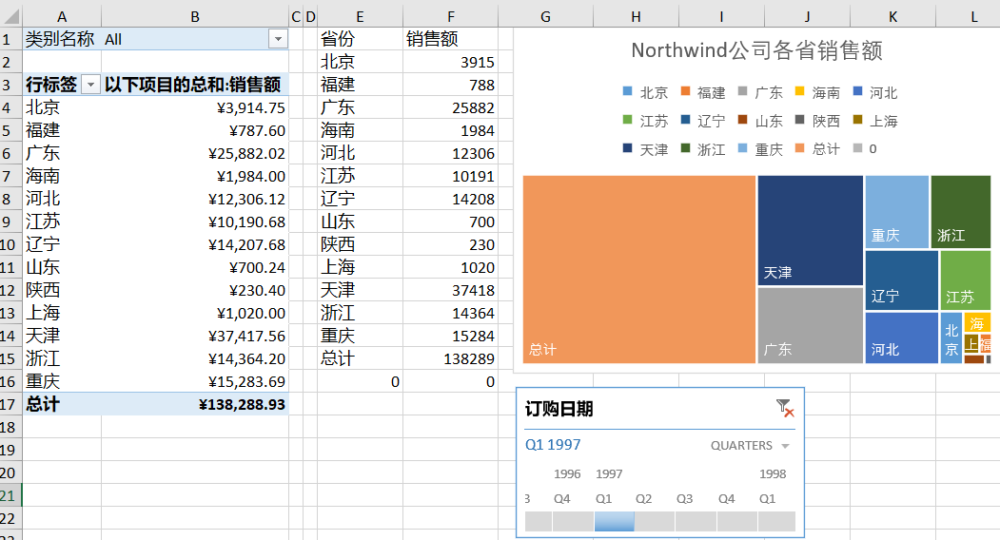 A B C D E F G H I J K L
1 类别名称 All 省份 销售额
2 北京 3915
3 行标签 以下项目的总和:销售额 福建 788
4 北京 ¥3,914.75 广东 25882
5 福建 ¥787.60 海南 1984
6 广东 ¥25,882.02 河北 12306
7 海南 ¥1,984.00 江苏 10191
8 河北 ¥12,306.12 辽宁 14208
9 江苏 ¥10,190.68 山东 700
10 辽宁 ¥14,207.68 陕西 230
11 山东 ¥700.24 上海 1020
12 陕西 ¥230.40 天津 37418
13 上海 ¥1,020.00 浙江 14364
14 天津 ¥37,417.56 重庆 15284
15 浙江 ¥14,364.20 总计 138289
16 重庆 ¥15,283.69 0 0
17 总计 ¥138,288.93
18
19
20
21
22
Northwind公司各省销售额
北京 福建 广东 海南 河北
江苏 辽宁 山东 陕西 上海
天津 浙江 重庆 总计 0
总计
天津
广东
重庆
浙江
辽宁
江苏
河北
北京
海
上
福
订购日期
Q1 1997 QUARTERS
1996 1997 1998
3 Q4 Q1 Q2 Q3 Q4 Q1